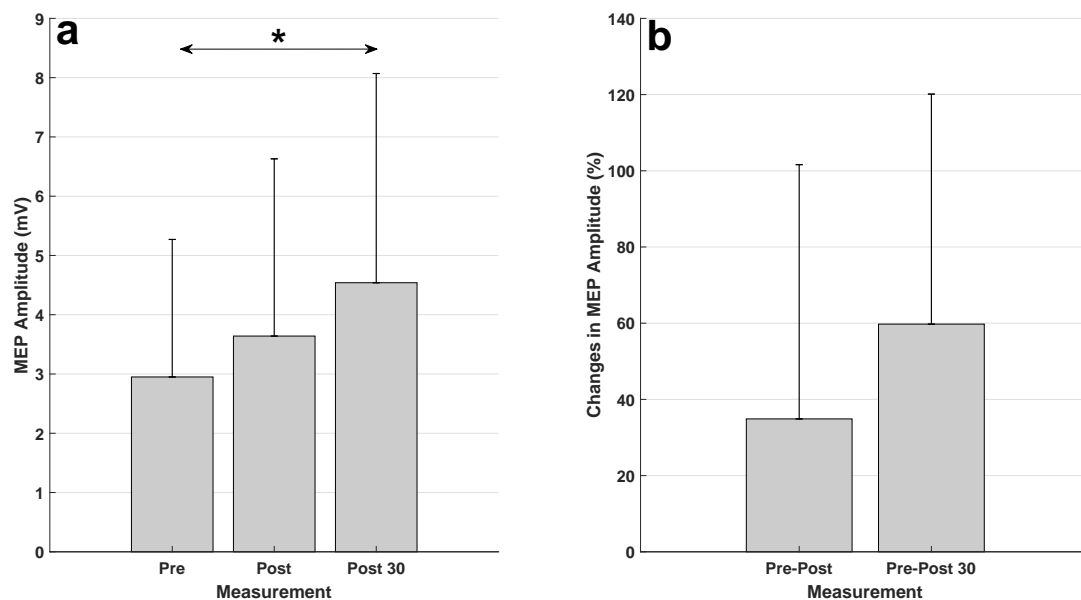 a
*
MEP Amplitude (mV)
9
8
7
6
5
4
3
2
1
0
Pre Post Post 30
Measurement
b
Changes in MEP Amplitude (%)
140
120
100
80
60
40
20
0
Pre-Post Pre-Post 30
Measurement